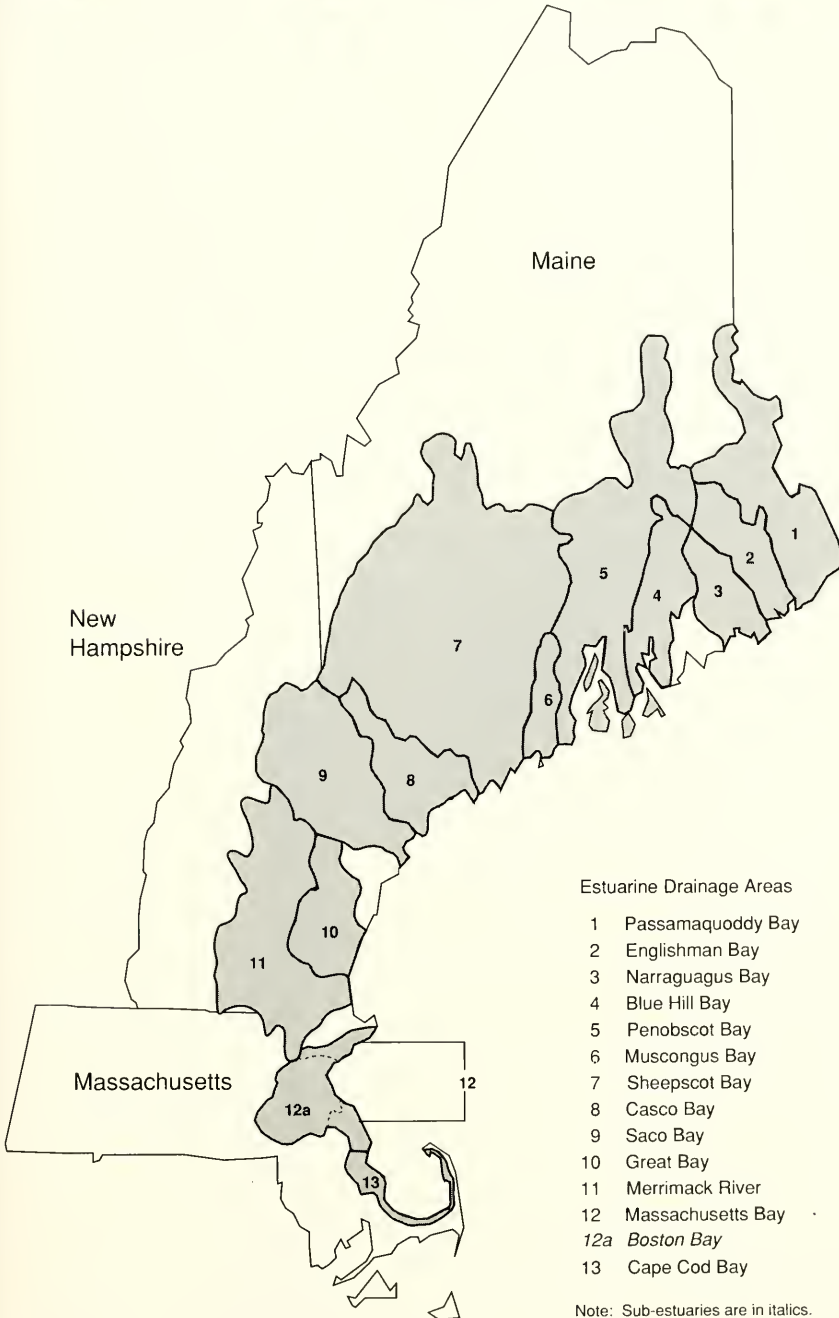 Maine
New
Hampshire
Massachusetts
1
2
3
4
5
6
7
8
9
10
11
12
12a
13
Estuarine Drainage Areas
1 Passamaquoddy Bay
2 Englishman Bay
3 Narraguagus Bay
4 Blue Hill Bay
5 Penobscot Bay
6 Muscongus Bay
7 Sheepscot Bay
8 Casco Bay
9 Saco Bay
10 Great Bay
11 Merrimack River
12 Massachusetts Bay
12a Boston Bay
13 Cape Cod Bay
Note: Sub-estuaries are in italics.